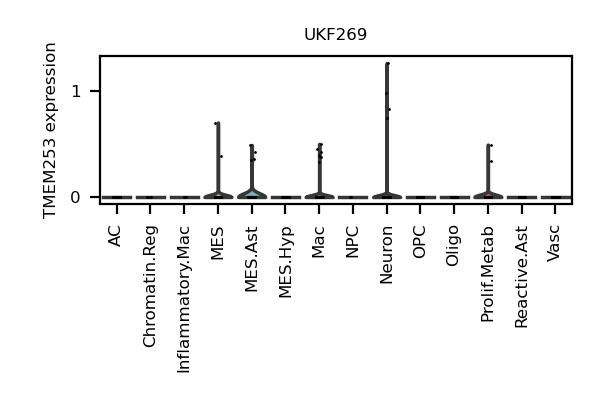 UKF269
TMEM253 expression
1
0
AC
Chromatin.Reg
Inflammatory.Mac
MES
MES.Ast
MES.Hyp
Mac
NPC
Neuron
OPC
Oligo
Prolif.Metab
Reactive.Ast
Vasc